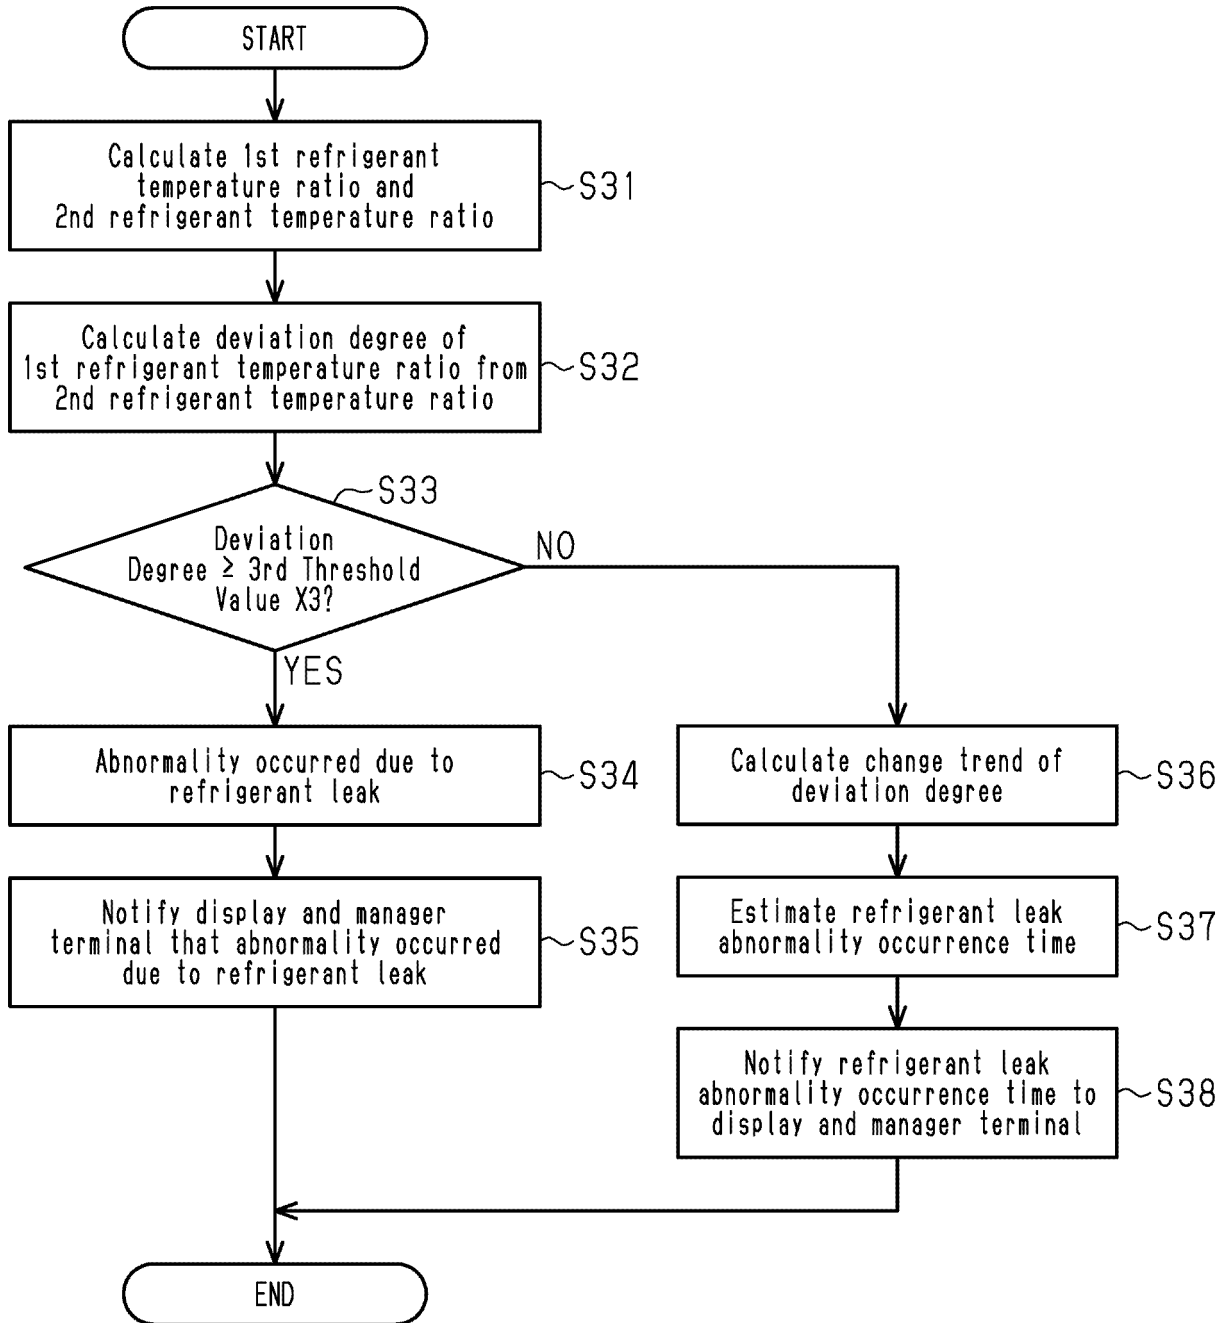 START
Calculate 1st refrigerant
temperature ratio and
2nd refrigerant temperature ratio
S31
Calculate deviation degree of
1st refrigerant temperature ratio from
2nd refrigerant temperature ratio
S32
S33
Deviation
Degree ≥ 3rd Threshold
Value X3?
NO
YES
Abnormality occurred due to
refrigerant leak
S34
Notify display and manager
terminal that abnormality occurred
due to refrigerant leak
S35
Calculate change trend of
deviation degree
S36
Estimate refrigerant leak
abnormality occurrence time
S37
Notify refrigerant leak
abnormality occurrence time to
display and manager terminal
S38
END